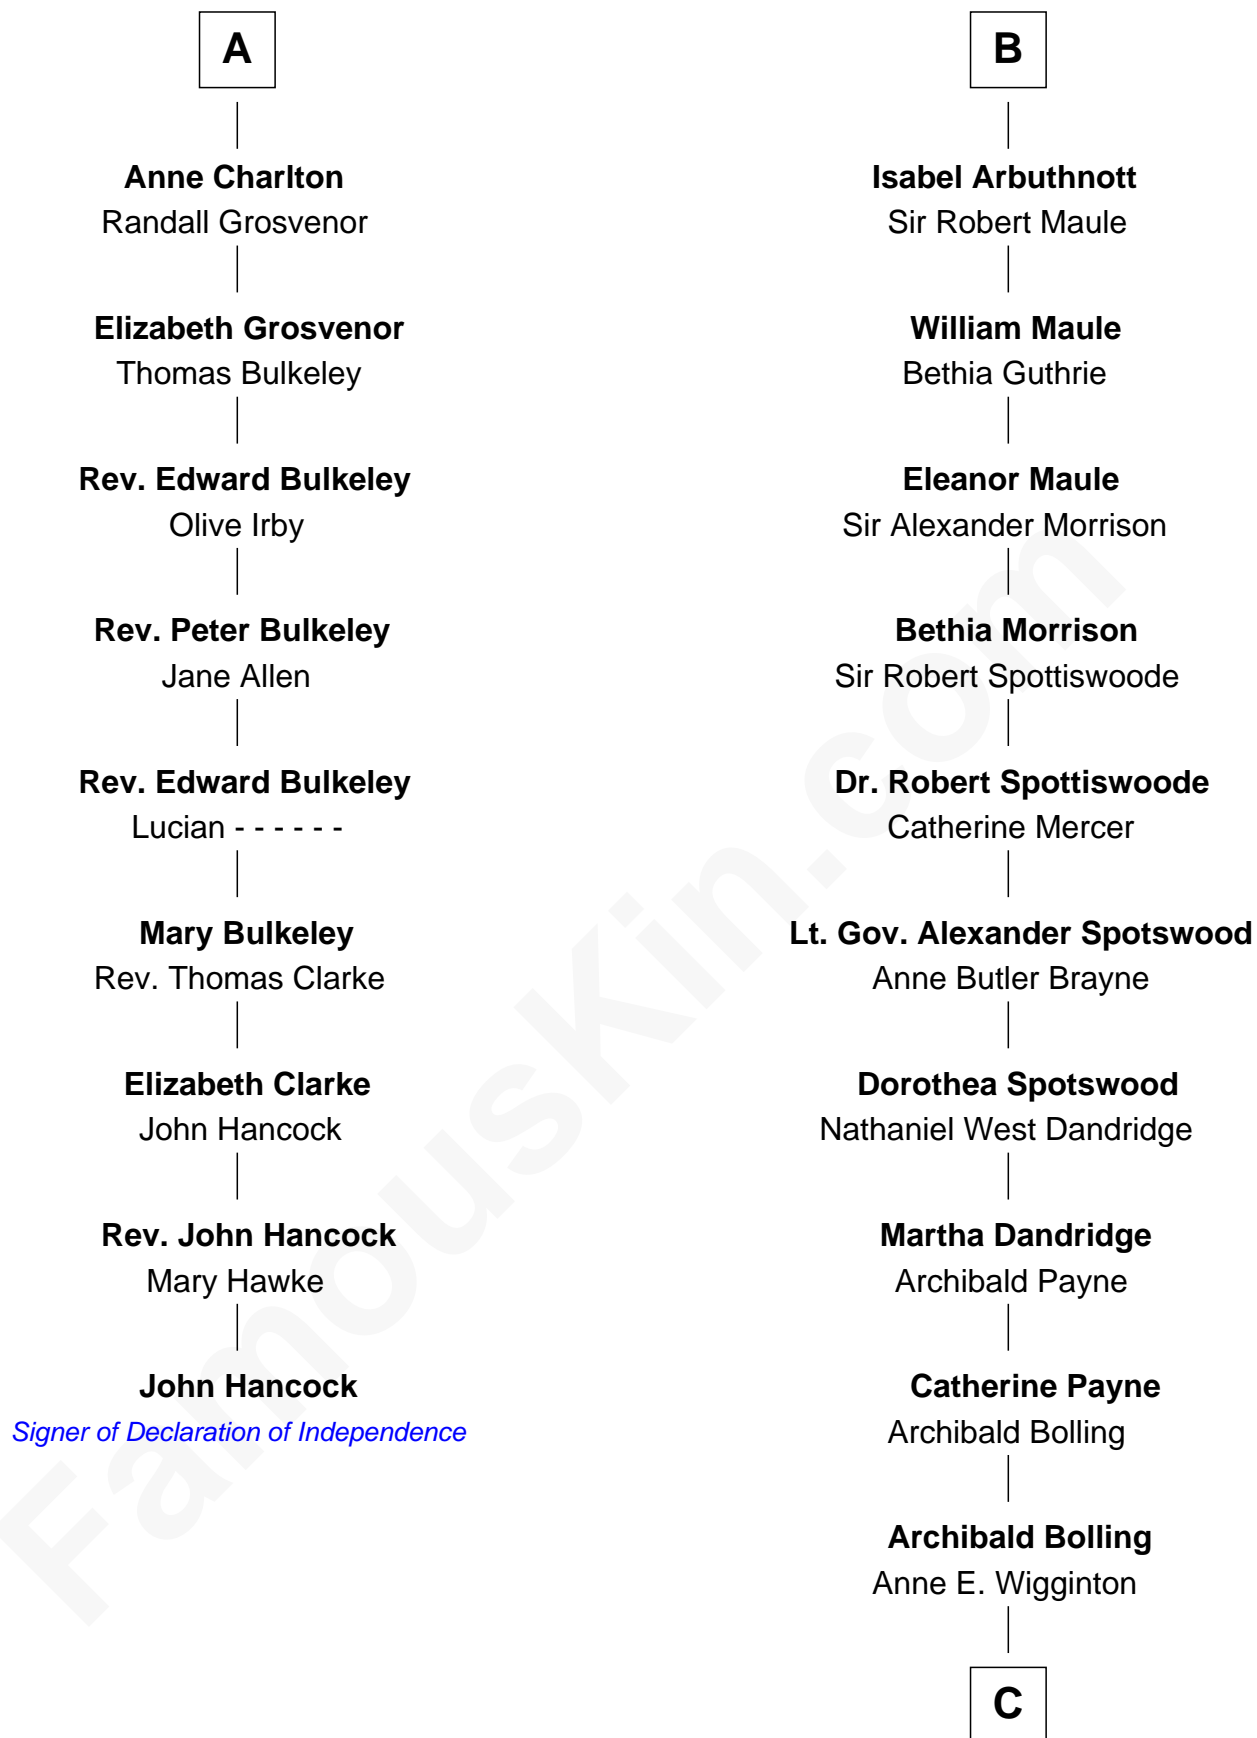 A
Anne Charlton
Randall Grosvenor
Elizabeth Grosvenor
Thomas Bulkeley
Rev. Edward Bulkeley
Olive Irby
Rev. Peter Bulkeley
Jane Allen
Rev. Edward Bulkeley
Lucian - - - - - -
Mary Bulkeley
Rev. Thomas Clarke
Elizabeth Clarke
John Hancock
Rev. John Hancock
Mary Hawke
John Hancock
Signer of Declaration of Independence
B
Isabel Arbuthnott
Sir Robert Maule
William Maule
Bethia Guthrie
Eleanor Maule
Sir Alexander Morrison
Bethia Morrison
Sir Robert Spottiswoode
Dr. Robert Spottiswoode
Catherine Mercer
Lt. Gov. Alexander Spotswood
Anne Butler Brayne
Dorothea Spotswood
Nathaniel West Dandridge
Martha Dandridge
Archibald Payne
Catherine Payne
Archibald Bolling
Archibald Bolling
Anne E. Wigginton
C
FamousKin.com